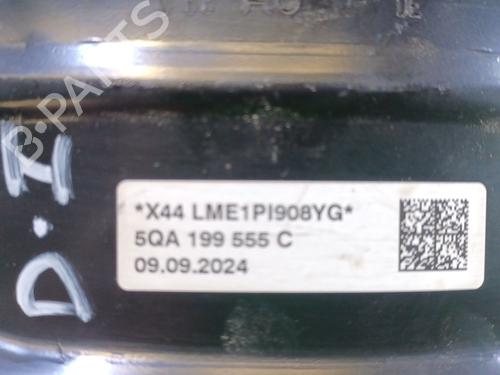 B-PARTS
D.I
*X44 LME1PI908YG*
5QA 199 555 C
09.09.2024